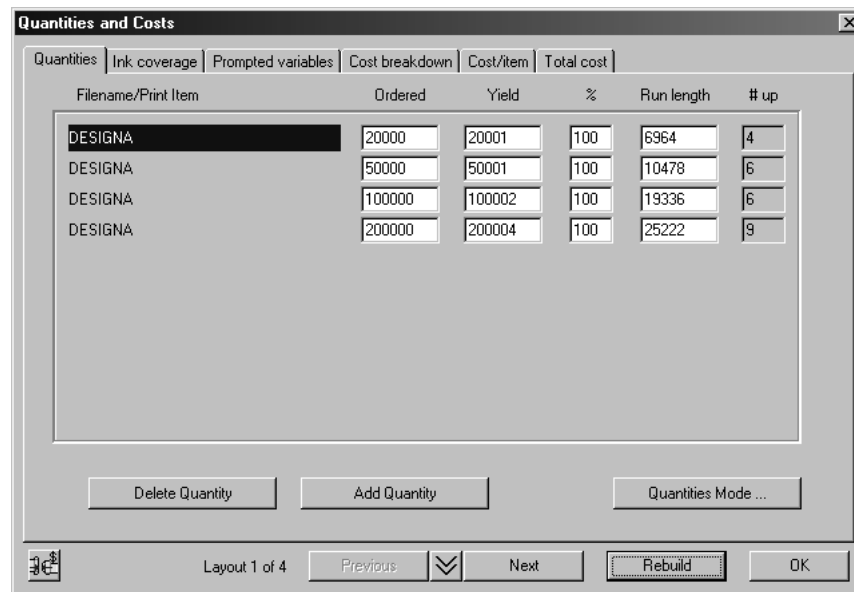 Quantities and Costs
Quantities Ink coverage Prompted variables Cost breakdown Cost/item Total cost
Filename/Print Item Ordered Yield % Run length # up
DESIGNA 20000 20001 100 6964 4
DESIGNA 50000 50001 100 10478 6
DESIGNA 100000 100002 100 19336 6
DESIGNA 200000 200004 100 25222 9
Delete Quantity Add Quantity Quantities Mode ...
Layout 1 of 4 Previous Next Rebuild OK